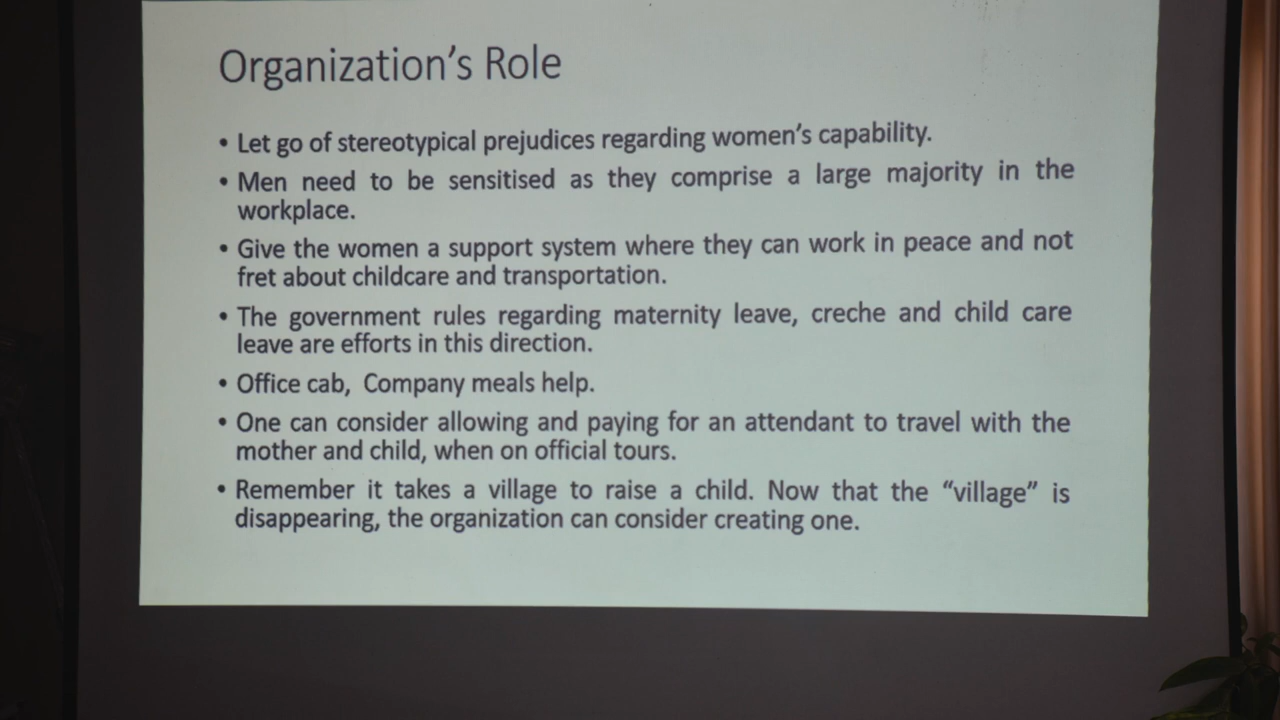 Organization’s Role
• Let go of stereotypical prejudices regarding women’s capability.
• Men need to be sensitised as they comprise a large majority in the
workplace.
• Give the women a support system where they can work in peace and not
fret about childcare and transportation.
• The government rules regarding maternity leave, creche and child care
leave are efforts in this direction.
• Office cab,  Company meals help.
• One can consider allowing and paying for an attendant to travel with the
mother and child, when on official tours.
• Remember it takes a village to raise a child. Now that the “village” is
disappearing, the organization can consider creating one.